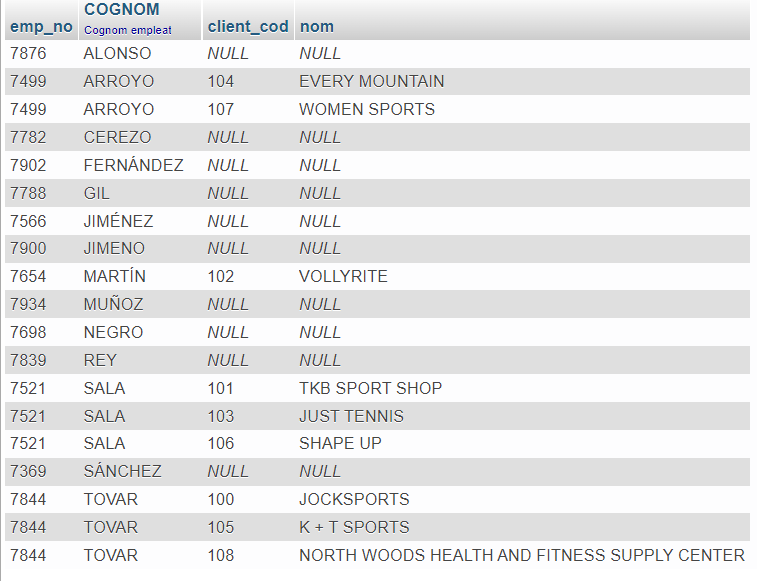 emp_no COGNOM Cognom empleat client_cod nom
7876 ALONSO NULL NULL
7499 ARROYO 104 EVERY MOUNTAIN
7499 ARROYO 107 WOMEN SPORTS
7782 CEREZO NULL NULL
7902 FERNÁNDEZ NULL NULL
7788 GIL NULL NULL
7566 JIMÉNEZ NULL NULL
7900 JIMENO NULL NULL
7654 MARTÍN 102 VOLLYRITE
7934 MUÑOZ NULL NULL
7698 NEGRO NULL NULL
7839 REY NULL NULL
7521 SALA 101 TKB SPORT SHOP
7521 SALA 103 JUST TENNIS
7521 SALA 106 SHAPE UP
7369 SÁNCHEZ NULL NULL
7844 TOVAR 100 JOCKSPORTS
7844 TOVAR 105 K + T SPORTS
7844 TOVAR 108 NORTH WOODS HEALTH AND FITNESS SUPPLY CENTER